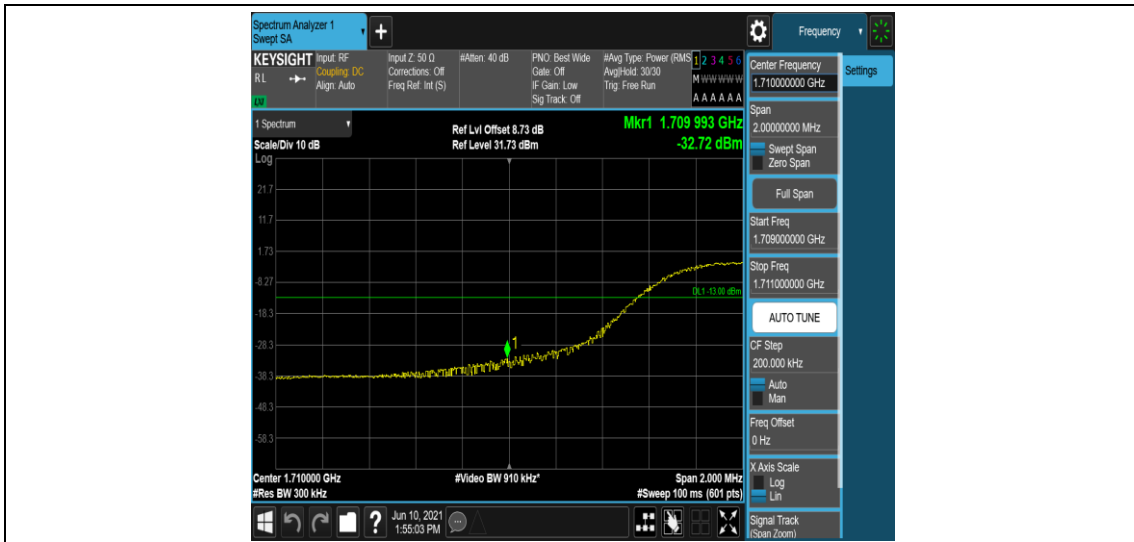 Spectrum Analyzer 1
Swept SA
+
Frequency
KEYSIGHT
RL
LXI
Input: RF
Coupling: DC
Align: Auto
Input Z: 50 Ω
Corrections: Off
Freq Ref: Int (S)
#Atten: 40 dB
PNO: Best Wide
Gate: Off
IF Gain: Low
Sig Track: Off
#Avg Type: Power (RMS
Avg|Hold: 30/30
Trig: Free Run
1 2 3 4 5 6
M W W W W W
A A A A A A
1 Spectrum
Scale/Div 10 dB
Ref Lvl Offset 8.73 dB
Ref Level 31.73 dBm
Mkr1 1.709 993 GHz
-32.72 dBm
Log
21.7
11.7
1.73
-8.27
-18.3
-28.3
-38.3
-48.3
-58.3
DL1 -13.00 dBm
1
Center 1.710000 GHz
#Res BW 300 kHz
#Video BW 910 kHz*
Span 2.000 MHz
#Sweep 100 ms (601 pts)
?
Jun 10, 2021
1:55:03 PM
Center Frequency
1.710000000 GHz
Span
2.00000000 MHz
Swept Span
Zero Span
Full Span
Start Freq
1.709000000 GHz
Stop Freq
1.711000000 GHz
AUTO TUNE
CF Step
200.000 kHz
Auto
Man
Freq Offset
0 Hz
X Axis Scale
Log
Lin
Signal Track
(Span Zoom)
Settings